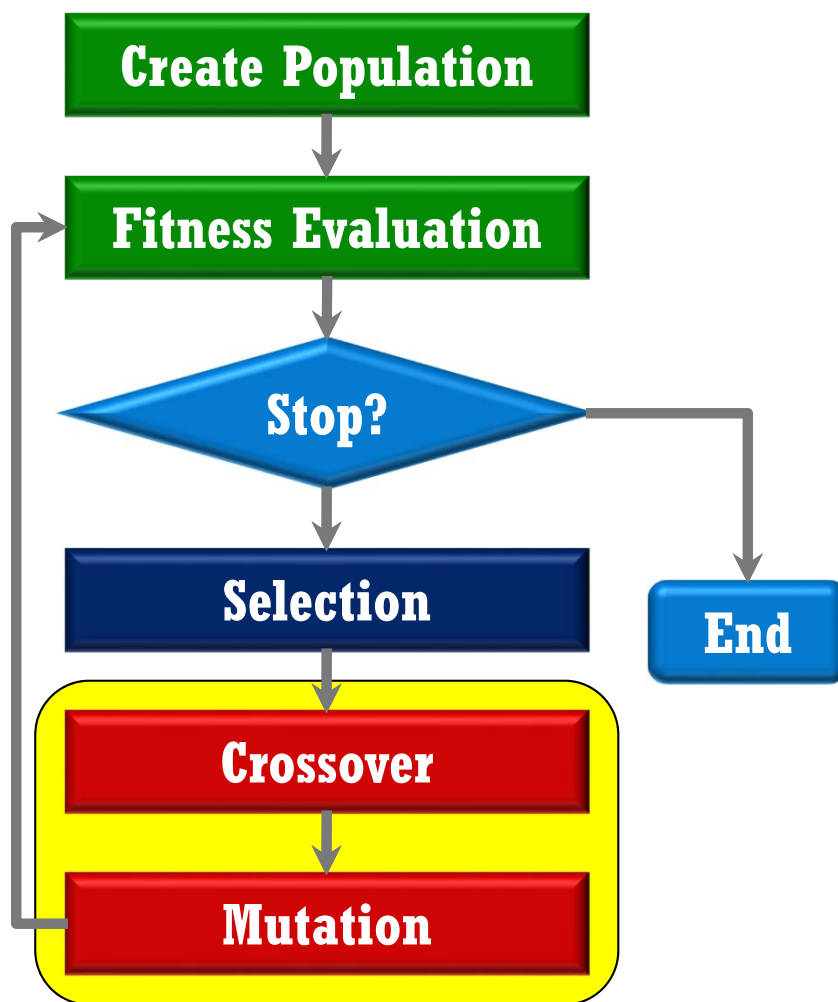 Create Population
Fitness Evaluation
Stop?
Selection
End
Crossover
Mutation